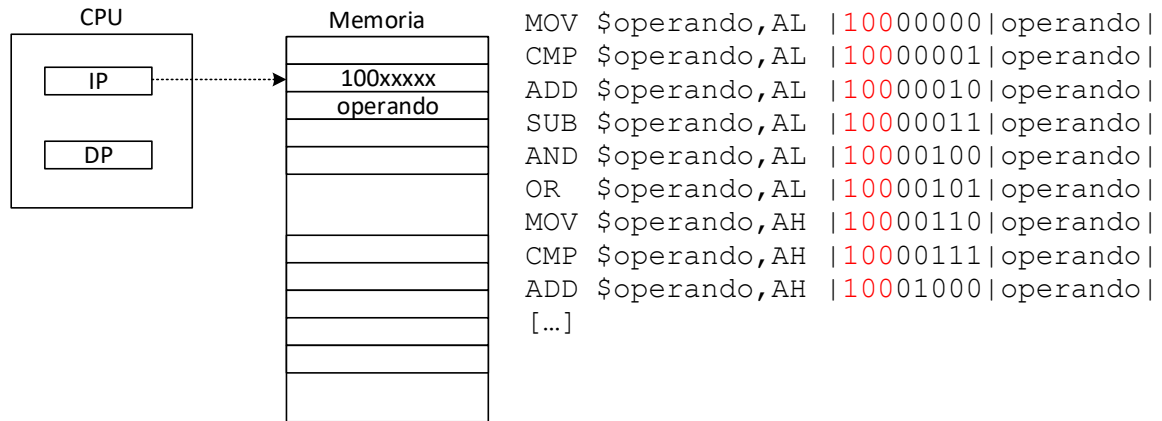 CPU
IP
DP
Memoria
100xxxxx
operando
MOV $operando,AL |10000000|operando|
CMP $operando,AL |10000001|operando|
ADD $operando,AL |10000010|operando|
SUB $operando,AL |10000011|operando|
AND $operando,AL |10000100|operando|
OR  $operando,AL |10000101|operando|
MOV $operando,AH |10000110|operando|
CMP $operando,AH |10000111|operando|
ADD $operando,AH |10001000|operando|
[…]